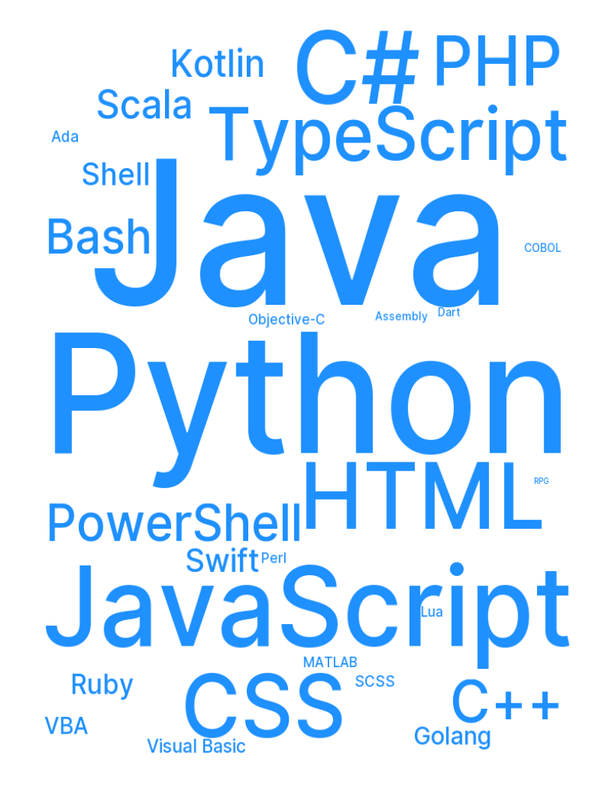 C#
PHP
Kotlin
Scala
TypeScript
Ada
Shell
Java
Bash
COBOL
Objective-C
Assembly
Dart
Python
HTML
RPG
PowerShell
Swift
Perl
JavaScript
Lua
MATLAB
Ruby
CSS
SCSS
C++
VBA
Golang
Visual Basic